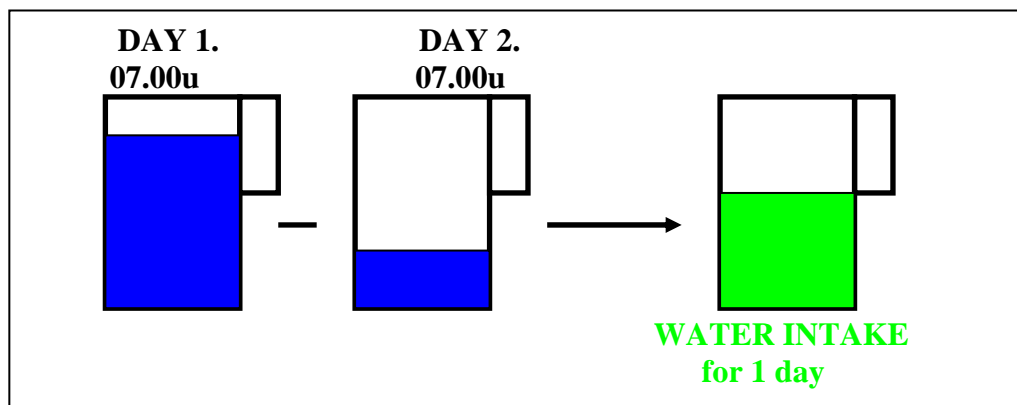 DAY 1.
07.00u
DAY 2.
07.00u
WATER INTAKE
for 1 day